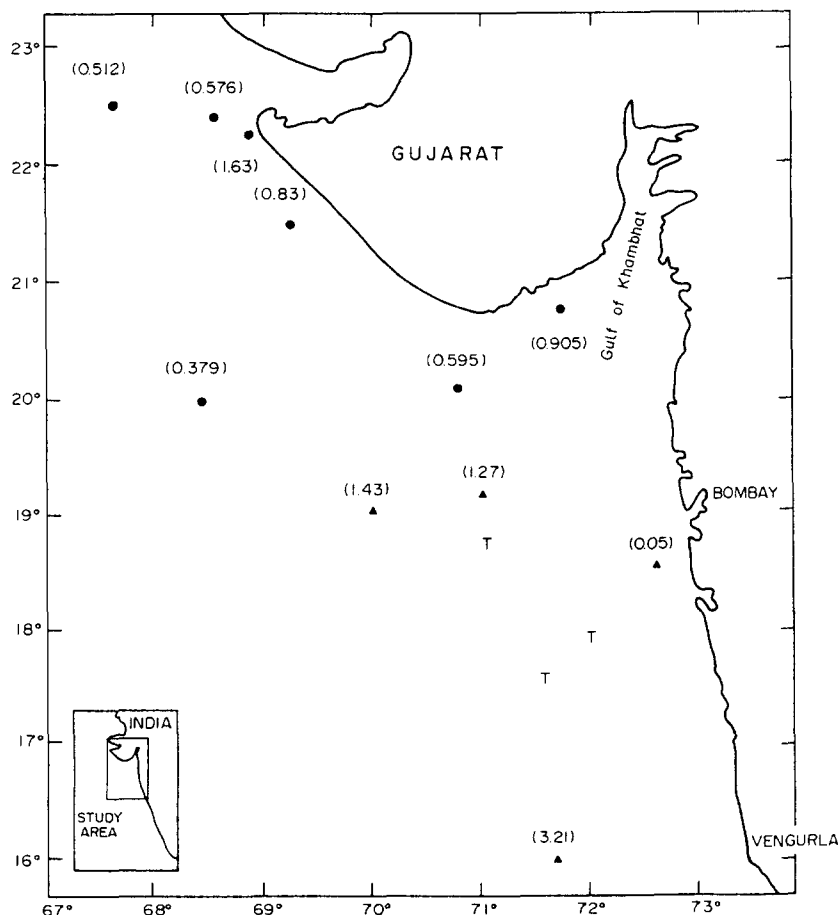 23°
(0.512)
(0.576)
(1.63)
GUJARAT
22°
(0.83)
Gulf of Khambhat
21°
(0.905)
(0.379)
(0.595)
20°
(1.43)
(1.27)
BOMBAY
19°
T
(0.05)
18°
T
T
INDIA
17°
STUDY
AREA
(3.21)
VENGURLA
16°
67°
68°
69°
70°
71°
72°
73°